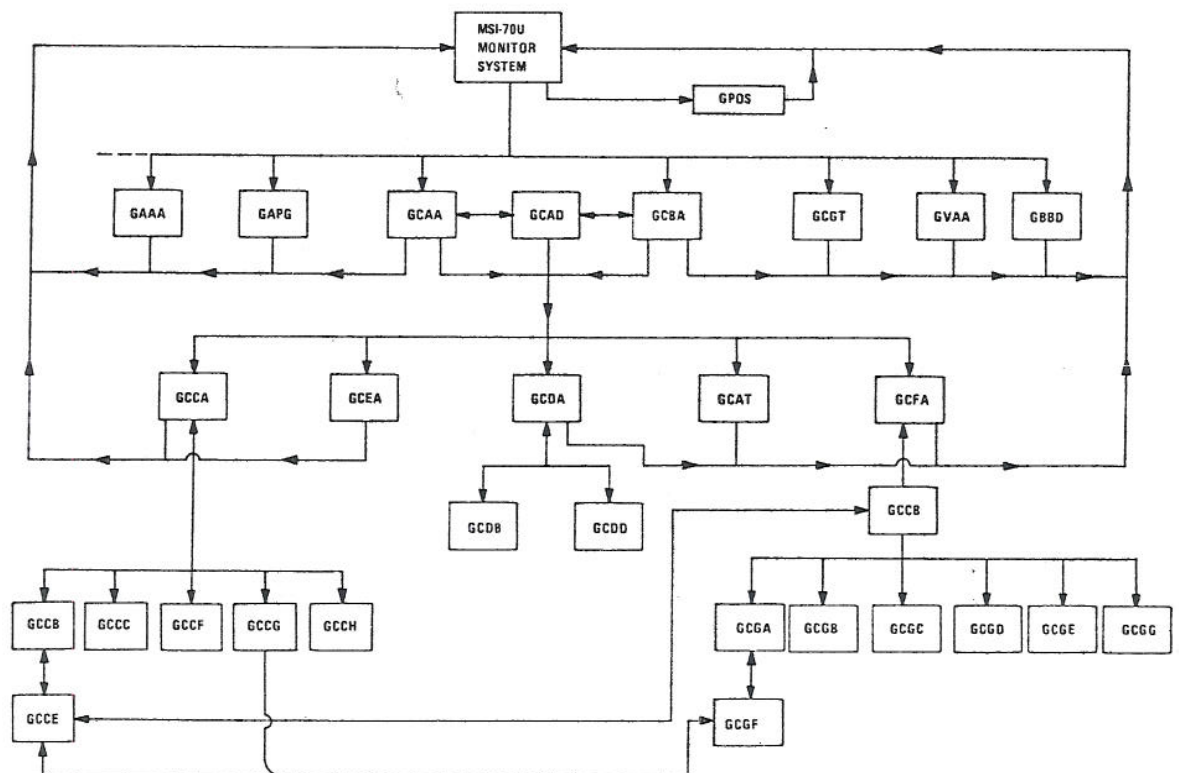 MSI-70U
MONITOR
SYSTEM
GPOS
GAAA
GAPG
GCAA
GCAD
GCBA
GCGT
GVAA
GBBD
GCCA
GCEA
GCDA
GCAT
GCFA
GCDB
GCDD
GCCB
GCCB
GCCC
GCCF
GCCG
GCCH
GCGA
GCGB
GCGC
GCGD
GCGE
GCGG
GCCE
GCGF